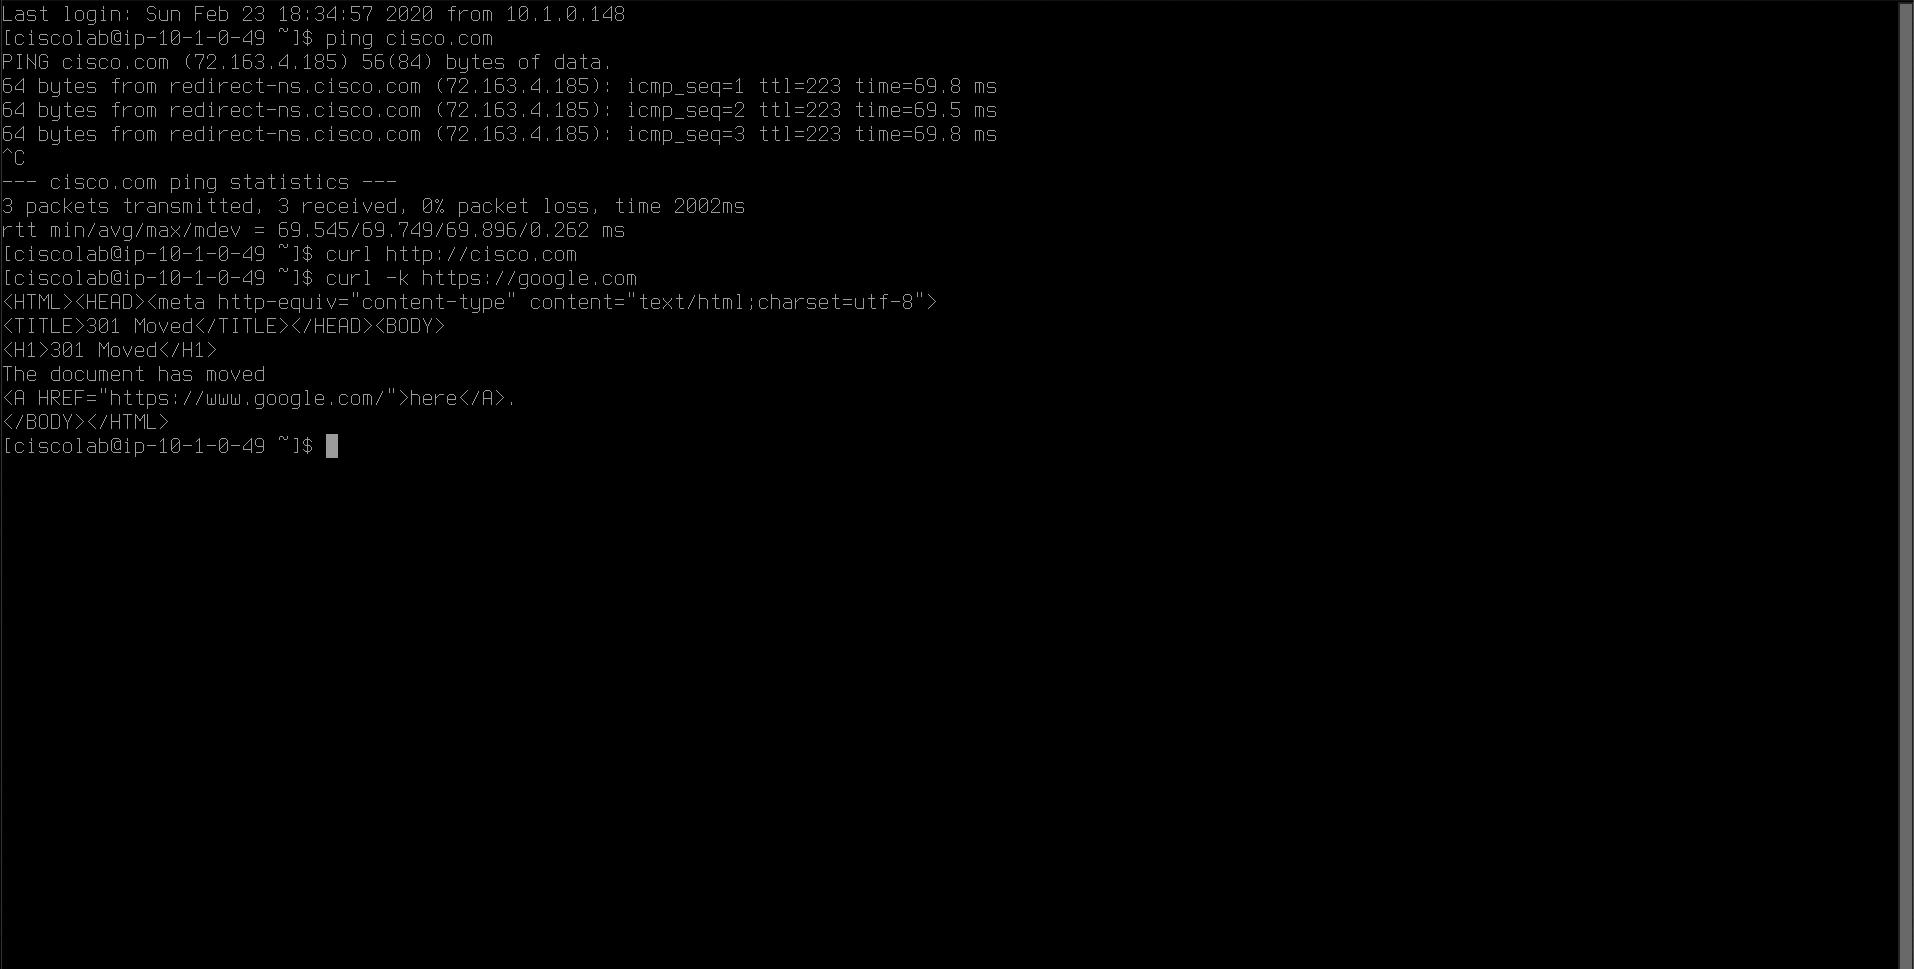 Last login: Sun Feb 23 18:34:57 2020 from 10.1.0.148
[ciscolab@ip-10-1-0-49 ~]$ ping cisco.com
PING cisco.com (72.163.4.185) 56(84) bytes of data.
64 bytes from redirect-ns.cisco.com (72.163.4.185): icmp_seq=1 ttl=223 time=69.8 ms
64 bytes from redirect-ns.cisco.com (72.163.4.185): icmp_seq=2 ttl=223 time=69.5 ms
64 bytes from redirect-ns.cisco.com (72.163.4.185): icmp_seq=3 ttl=223 time=69.8 ms
^C
--- cisco.com ping statistics ---
3 packets transmitted, 3 received, 0% packet loss, time 2002ms
rtt min/avg/max/mdev = 69.545/69.749/69.896/0.262 ms
[ciscolab@ip-10-1-0-49 ~]$ curl http://cisco.com
[ciscolab@ip-10-1-0-49 ~]$ curl -k https://google.com
<HTML><HEAD><meta http-equiv="content-type" content="text/html;charset=utf-8">
<TITLE>301 Moved</TITLE></HEAD><BODY>
<H1>301 Moved</H1>
The document has moved
<A HREF="https://www.google.com/">here</A>.
</BODY></HTML>
[ciscolab@ip-10-1-0-49 ~]$